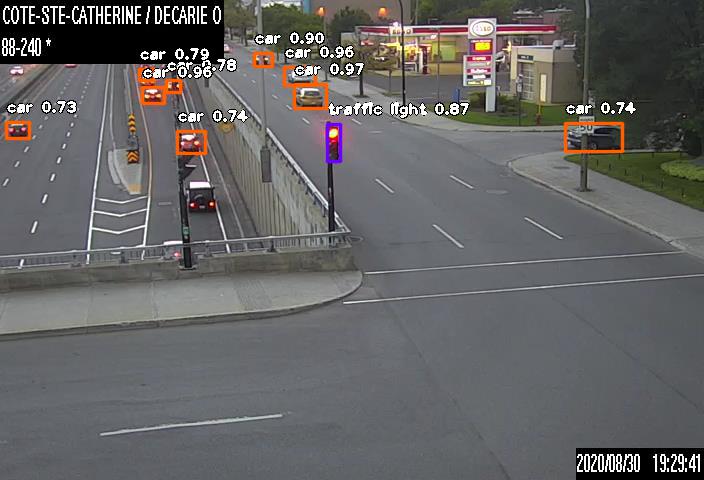 COTE-STE-CATHERINE / DECARIE O
88-240 *
car 0.79
car 0.96
0.78
car 0.90
car 0.96
car 0.97
car 0.73
car 0.74
traffic light 0.87
car 0.74
Esso
2020/08/30 19:29:41